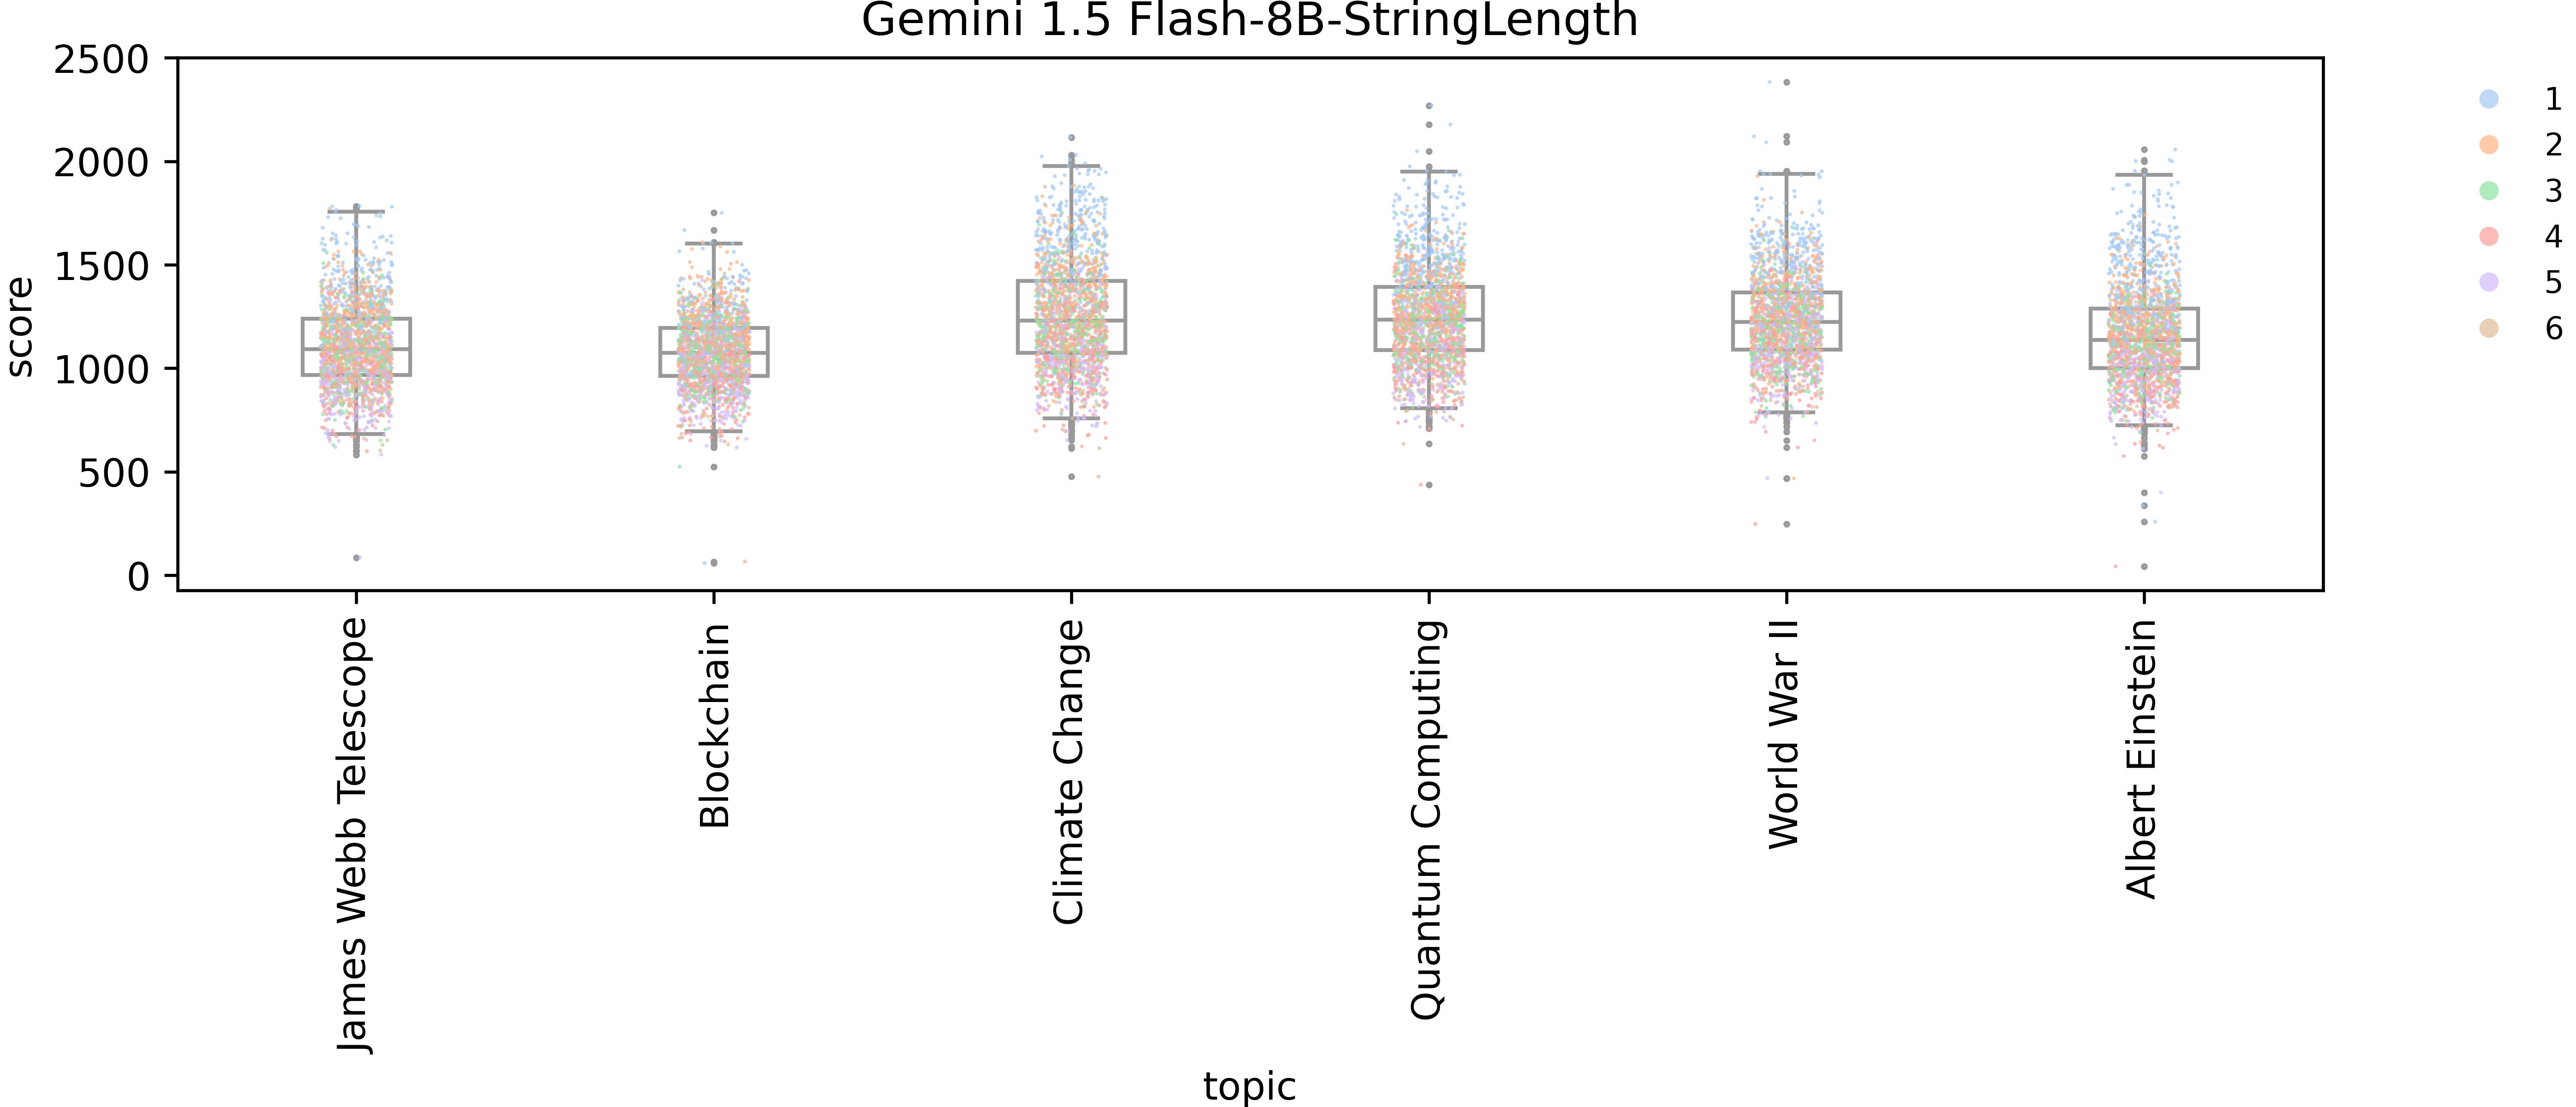 Gemini 1.5 Flash-8B-StringLength
score
2500
2000
1500
1000
500
0
James Webb Telescope
Blockchain
Climate Change
Quantum Computing
World War II
Albert Einstein
topic
1
2
3
4
5
6